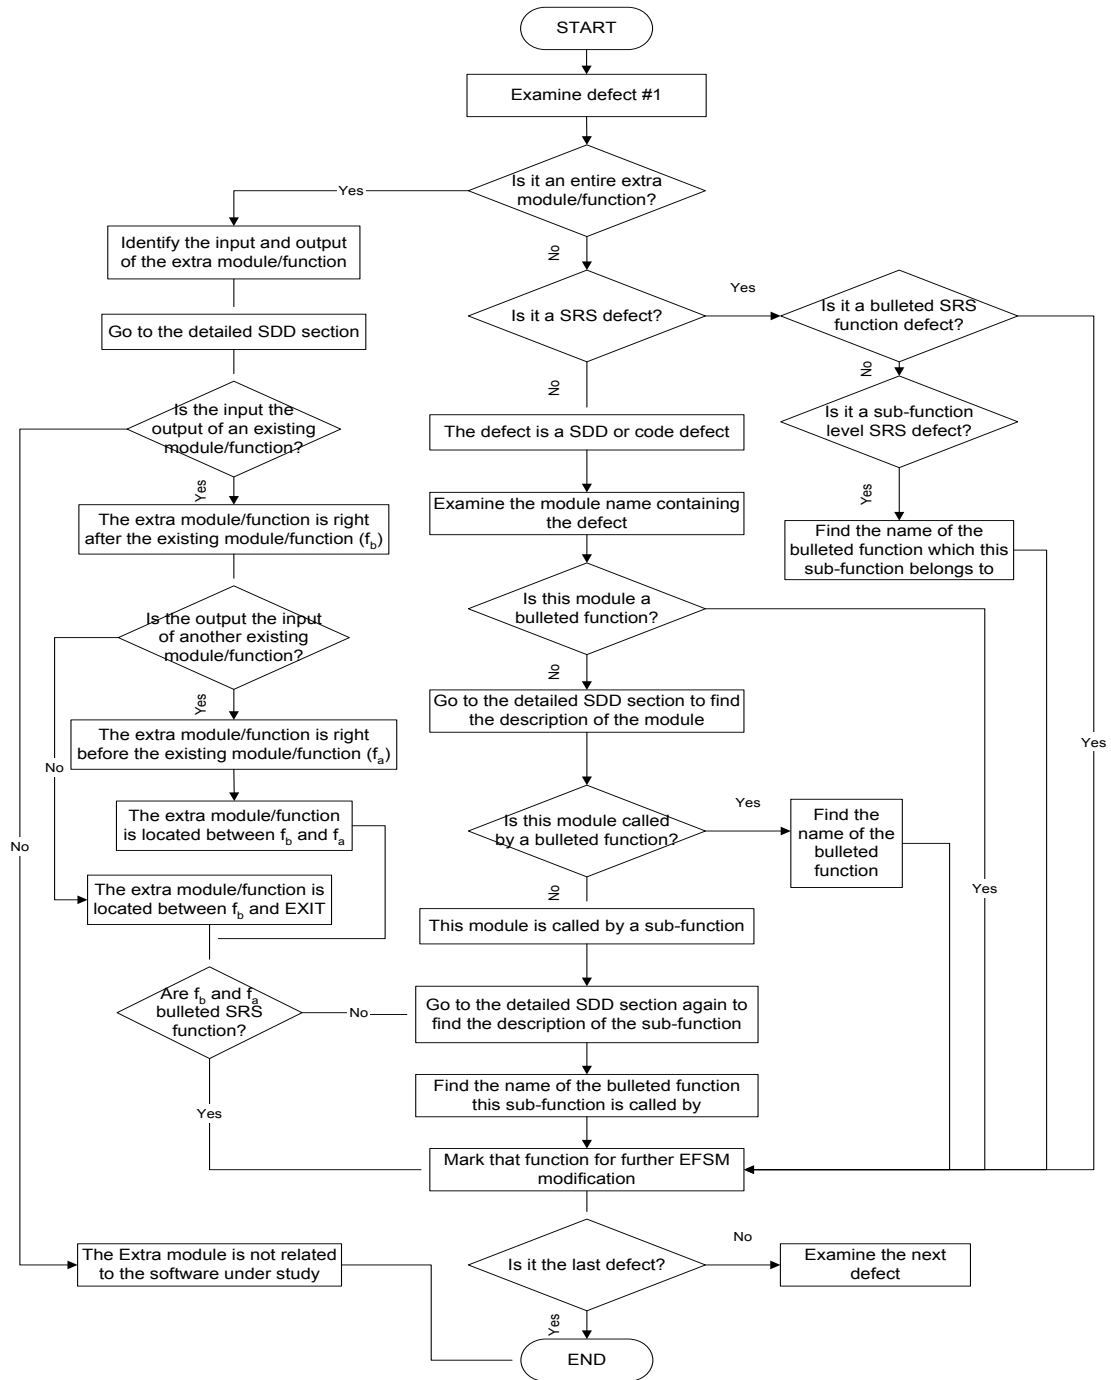 START
Examine defect #1
Is it an entire extra
module/function?
Yes
No
Identify the input and output
of the extra module/function
Go to the detailed SDD section
Is the input the
output of an existing
module/function?
Yes
No
The extra module/function is right
after the existing module/function (f_b)
Is the output the input
of another existing
module/function?
Yes
No
The extra module/function is right
before the existing module/function (f_a)
The extra module/function
is located between f_b and f_a
The extra module/function is
located between f_b and EXIT
Are f_b and f_a
bulleted SRS
function?
No
Yes
The Extra module is not related
to the software under study
Is it a SRS defect?
Yes
No
Is it a bulleted SRS
function defect?
No
Yes
Is it a sub-function
level SRS defect?
Yes
Find the name of the
bulleted function which this
sub-function belongs to
The defect is a SDD or code defect
Examine the module name containing
the defect
Is this module a
bulleted function?
No
Yes
Go to the detailed SDD section to find
the description of the module
Is this module called
by a bulleted function?
Yes
No
Find the
name of the
bulleted
function
This module is called by a sub-function
Go to the detailed SDD section again to
find the description of the sub-function
Find the name of the bulleted function
this sub-function is called by
Mark that function for further EFSM
modification
Is it the last defect?
No
Examine the next
defect
Yes
END